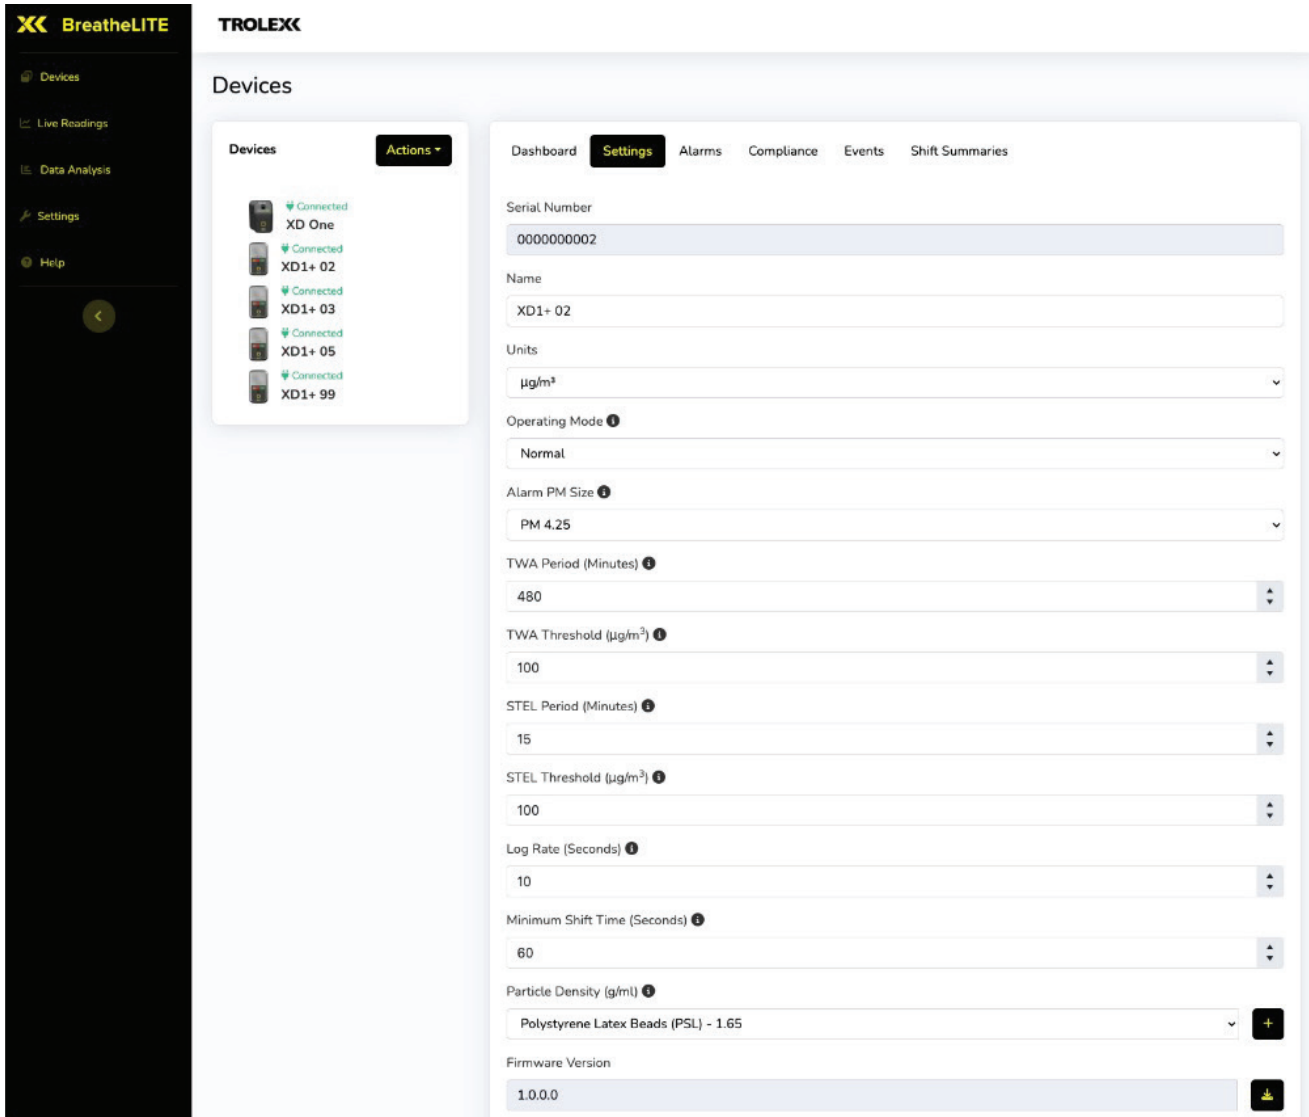 BreatheLITE
TROLEX
Devices
Live Readings
Data Analysis
Settings
Help
Devices
Devices
Actions
Connected
XD One
Connected
XD1+ 02
Connected
XD1+ 03
Connected
XD1+ 05
Connected
XD1+ 99
Dashboard Settings Alarms Compliance Events Shift Summaries
Serial Number
0000000002
Name
XD1+ 02
Units
µg/m³
Operating Mode
Normal
Alarm PM Size
PM 4.25
TWA Period (Minutes)
480
TWA Threshold (µg/m³)
100
STEL Period (Minutes)
15
STEL Threshold (µg/m³)
100
Log Rate (Seconds)
10
Minimum Shift Time (Seconds)
60
Particle Density (g/ml)
Polystyrene Latex Beads (PSL) - 1.65
Firmware Version
1.0.0.0